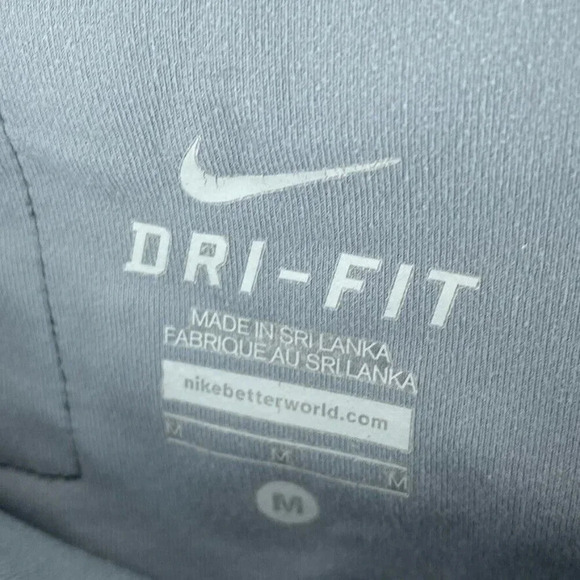 DRI-FIT
MADE IN SRI LANKA
FABRIQUE AU SRI LANKA
nikebetterworld.com
M M M
M